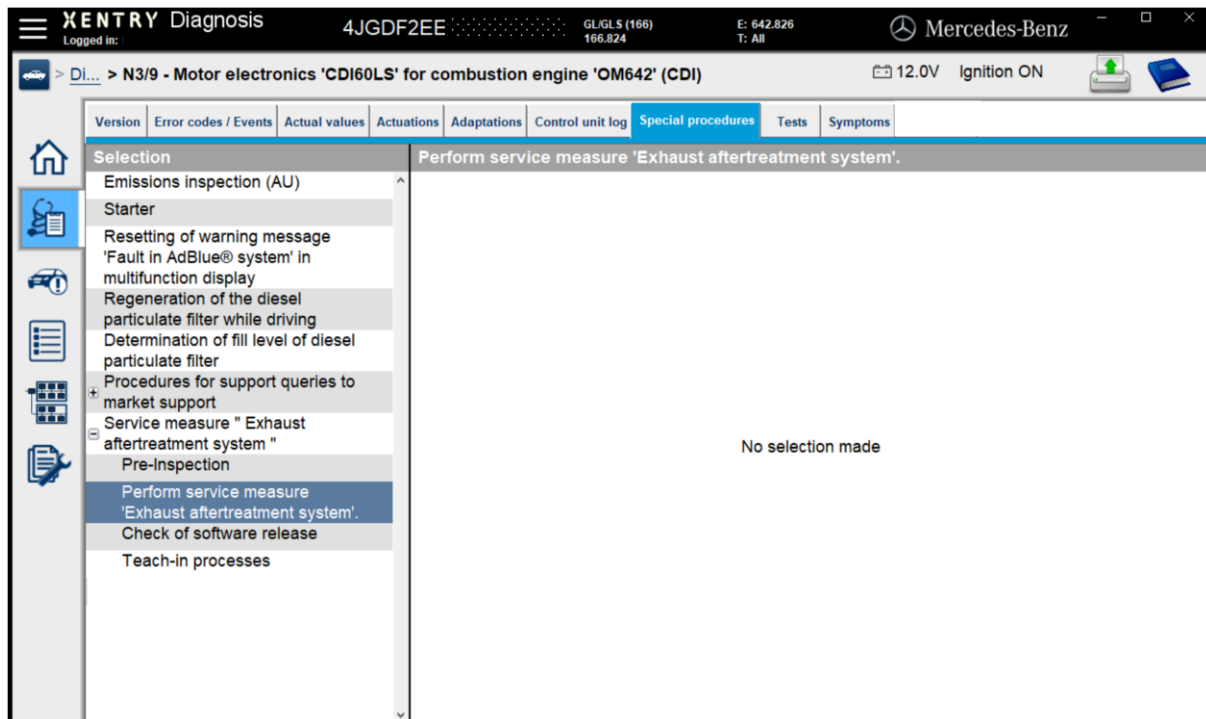 XENTRY Diagnosis
Logged in:
4JGDF2EE
GL/GLS (166)
166.824
E: 642.826
T: All
Mercedes-Benz
> Di... > N3/9 - Motor electronics 'CDI60LS' for combustion engine 'OM642' (CDI)
12.0V Ignition ON
Version Error codes / Events Actual values Actuations Adaptations Control unit log Special procedures Tests Symptoms
Selection
Perform service measure 'Exhaust aftertreatment system'.
Emissions inspection (AU)
Starter
Resetting of warning message
'Fault in AdBlue® system' in
multifunction display
Regeneration of the diesel
particulate filter while driving
Determination of fill level of diesel
particulate filter
Procedures for support queries to
market support
Service measure " Exhaust
aftertreatment system "
Pre-Inspection
Perform service measure
'Exhaust aftertreatment system'.
Check of software release
Teach-in processes
No selection made